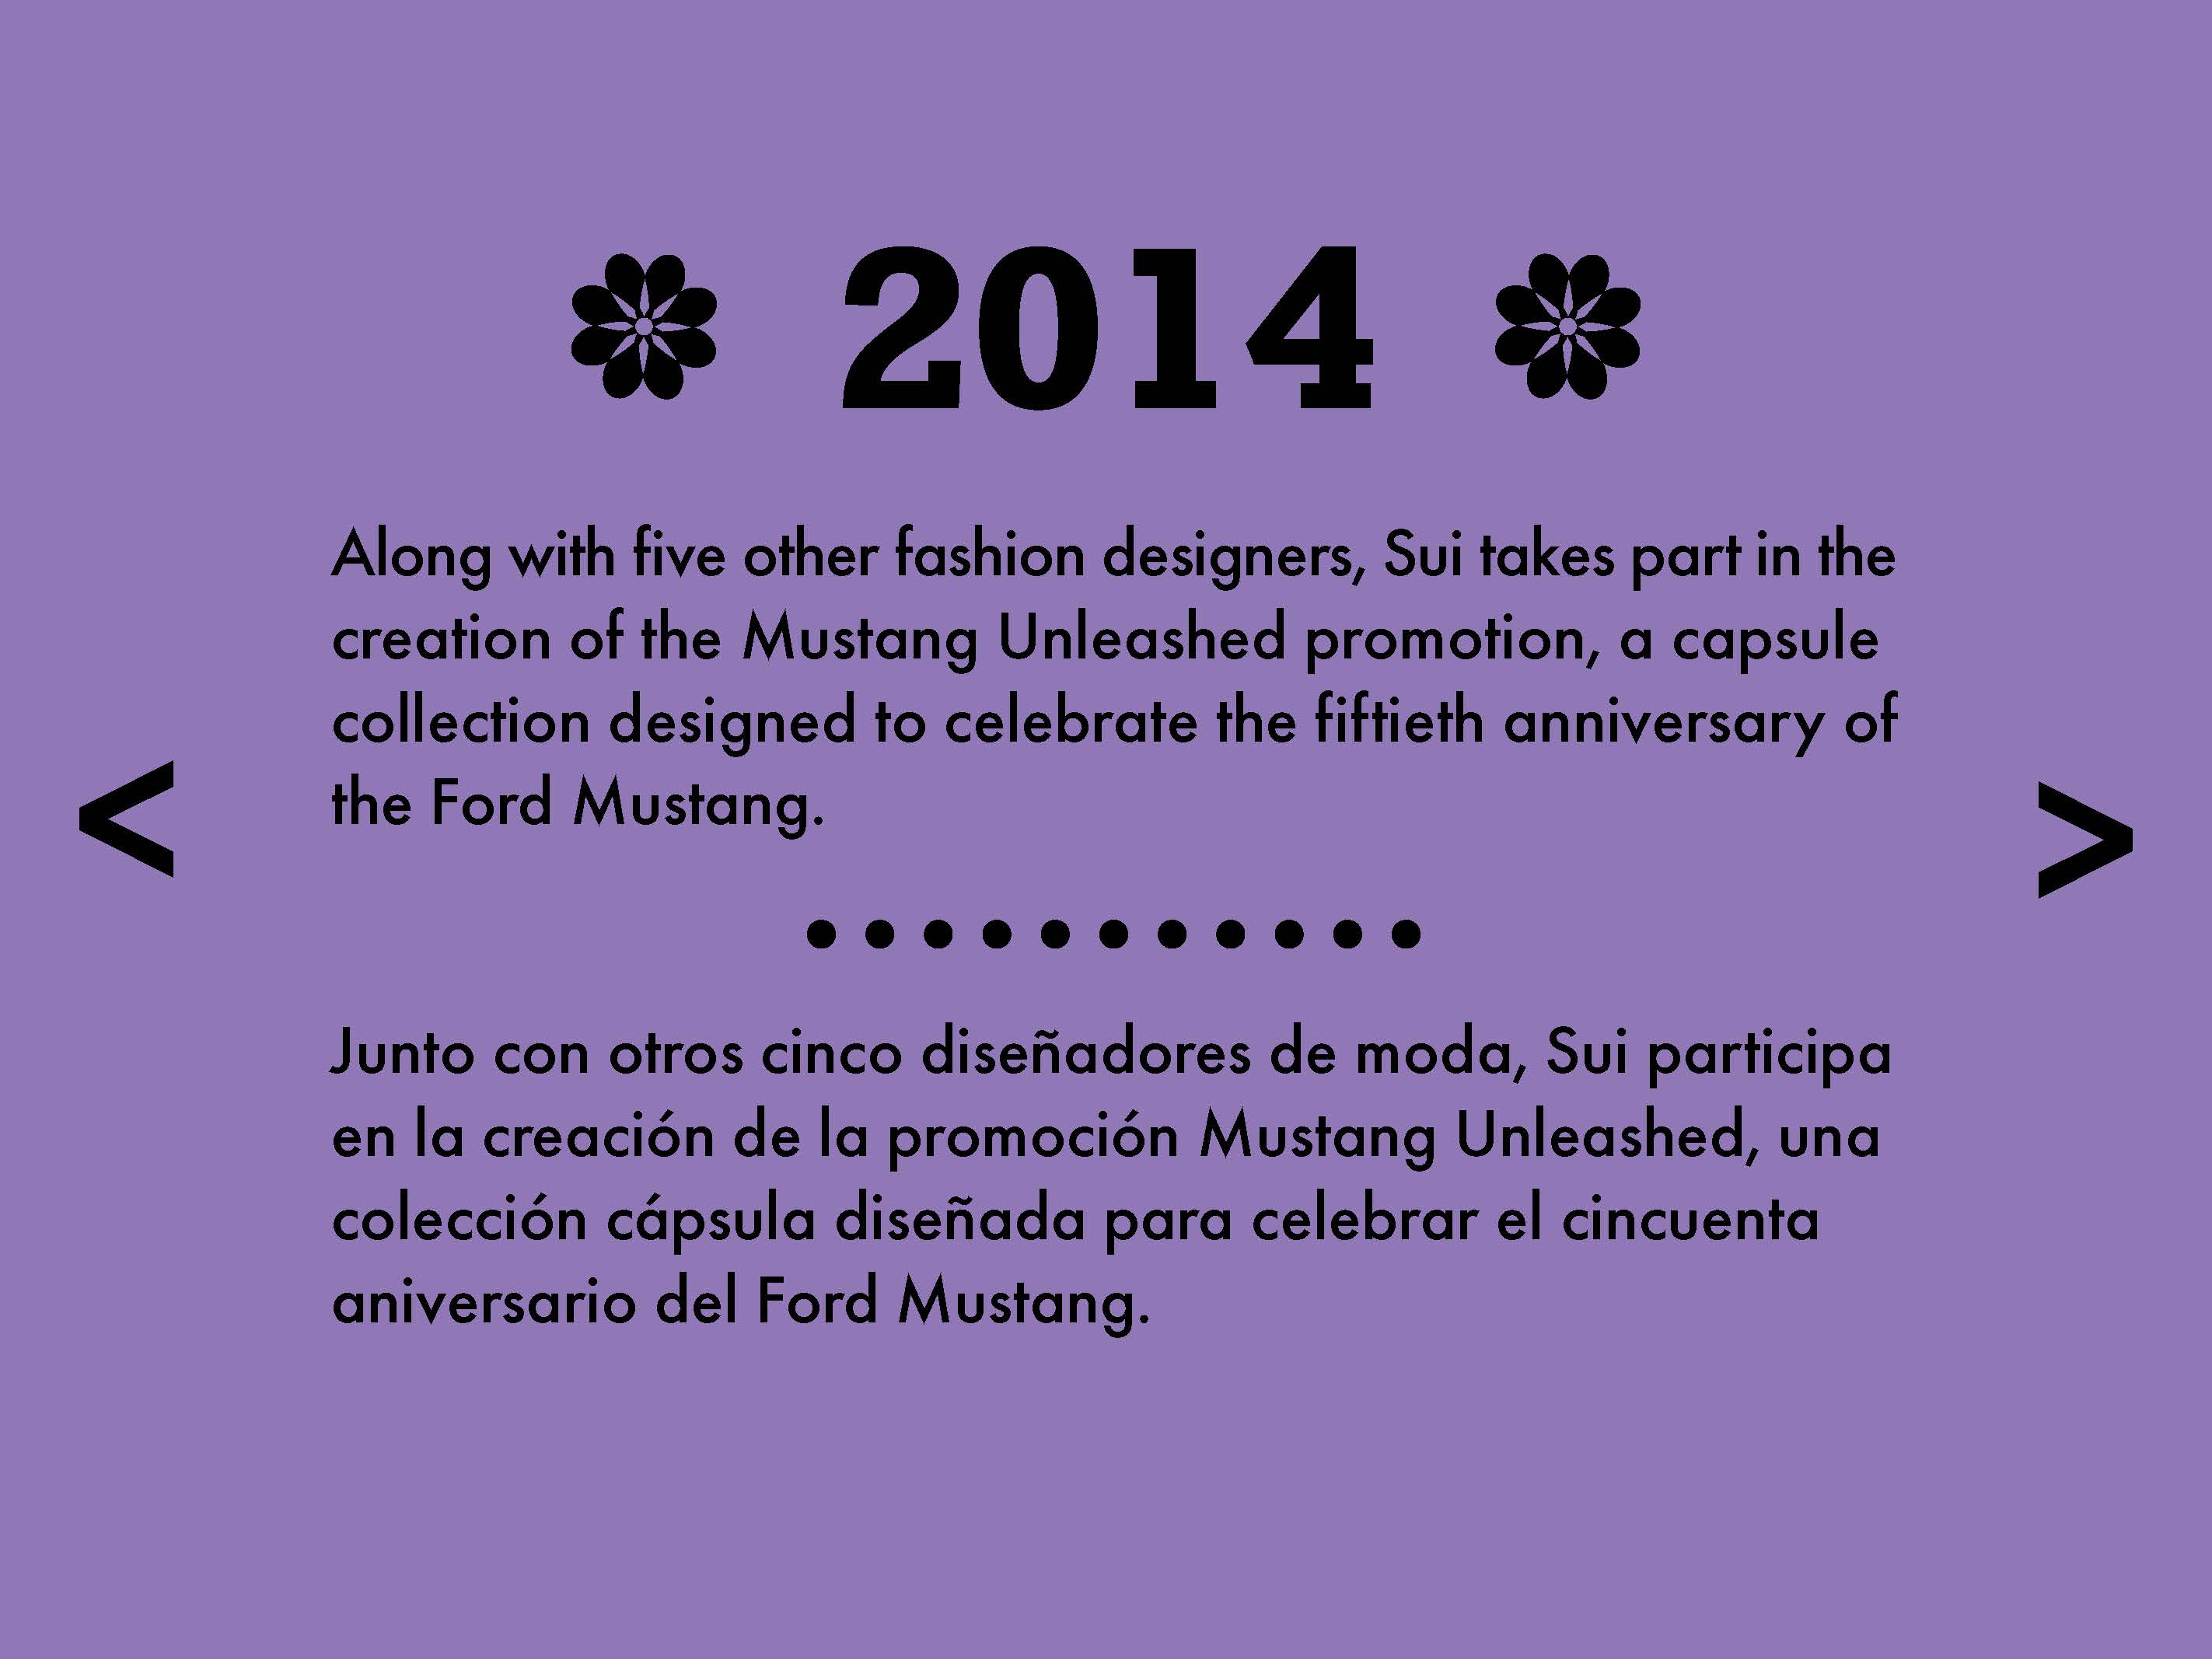 2014
Along with five other fashion designers, Sui takes part in the
creation of the Mustang Unleashed promotion, a capsule
collection designed to celebrate the fiftieth anniversary of
the Ford Mustang.
< >
Junto con otros cinco diseñadores de moda, Sui participa
en la creación de la promoción Mustang Unleashed, una
colección cápsula diseñada para celebrar el cincuenta
aniversario del Ford Mustang.